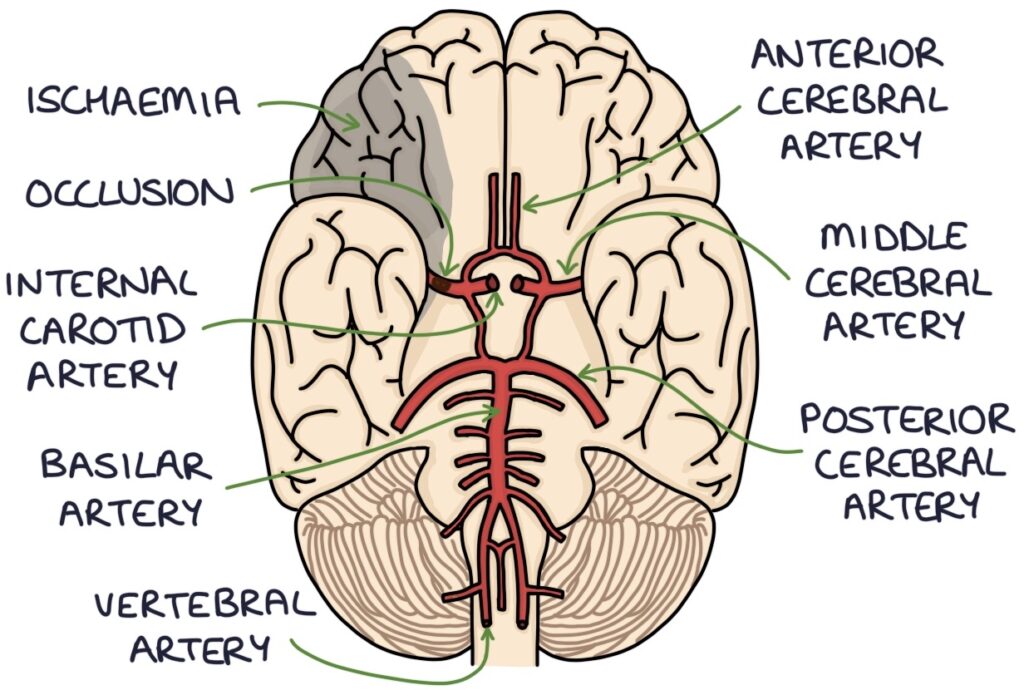 ISCHAEMIA
OCCLUSION
INTERNAL
CAROTID
ARTERY
BASILAR
ARTERY
VERTEBRAL
ARTERY
ANTERIOR
CEREBRAL
ARTERY
MIDDLE
CEREBRAL
ARTERY
POSTERIOR
CEREBRAL
ARTERY